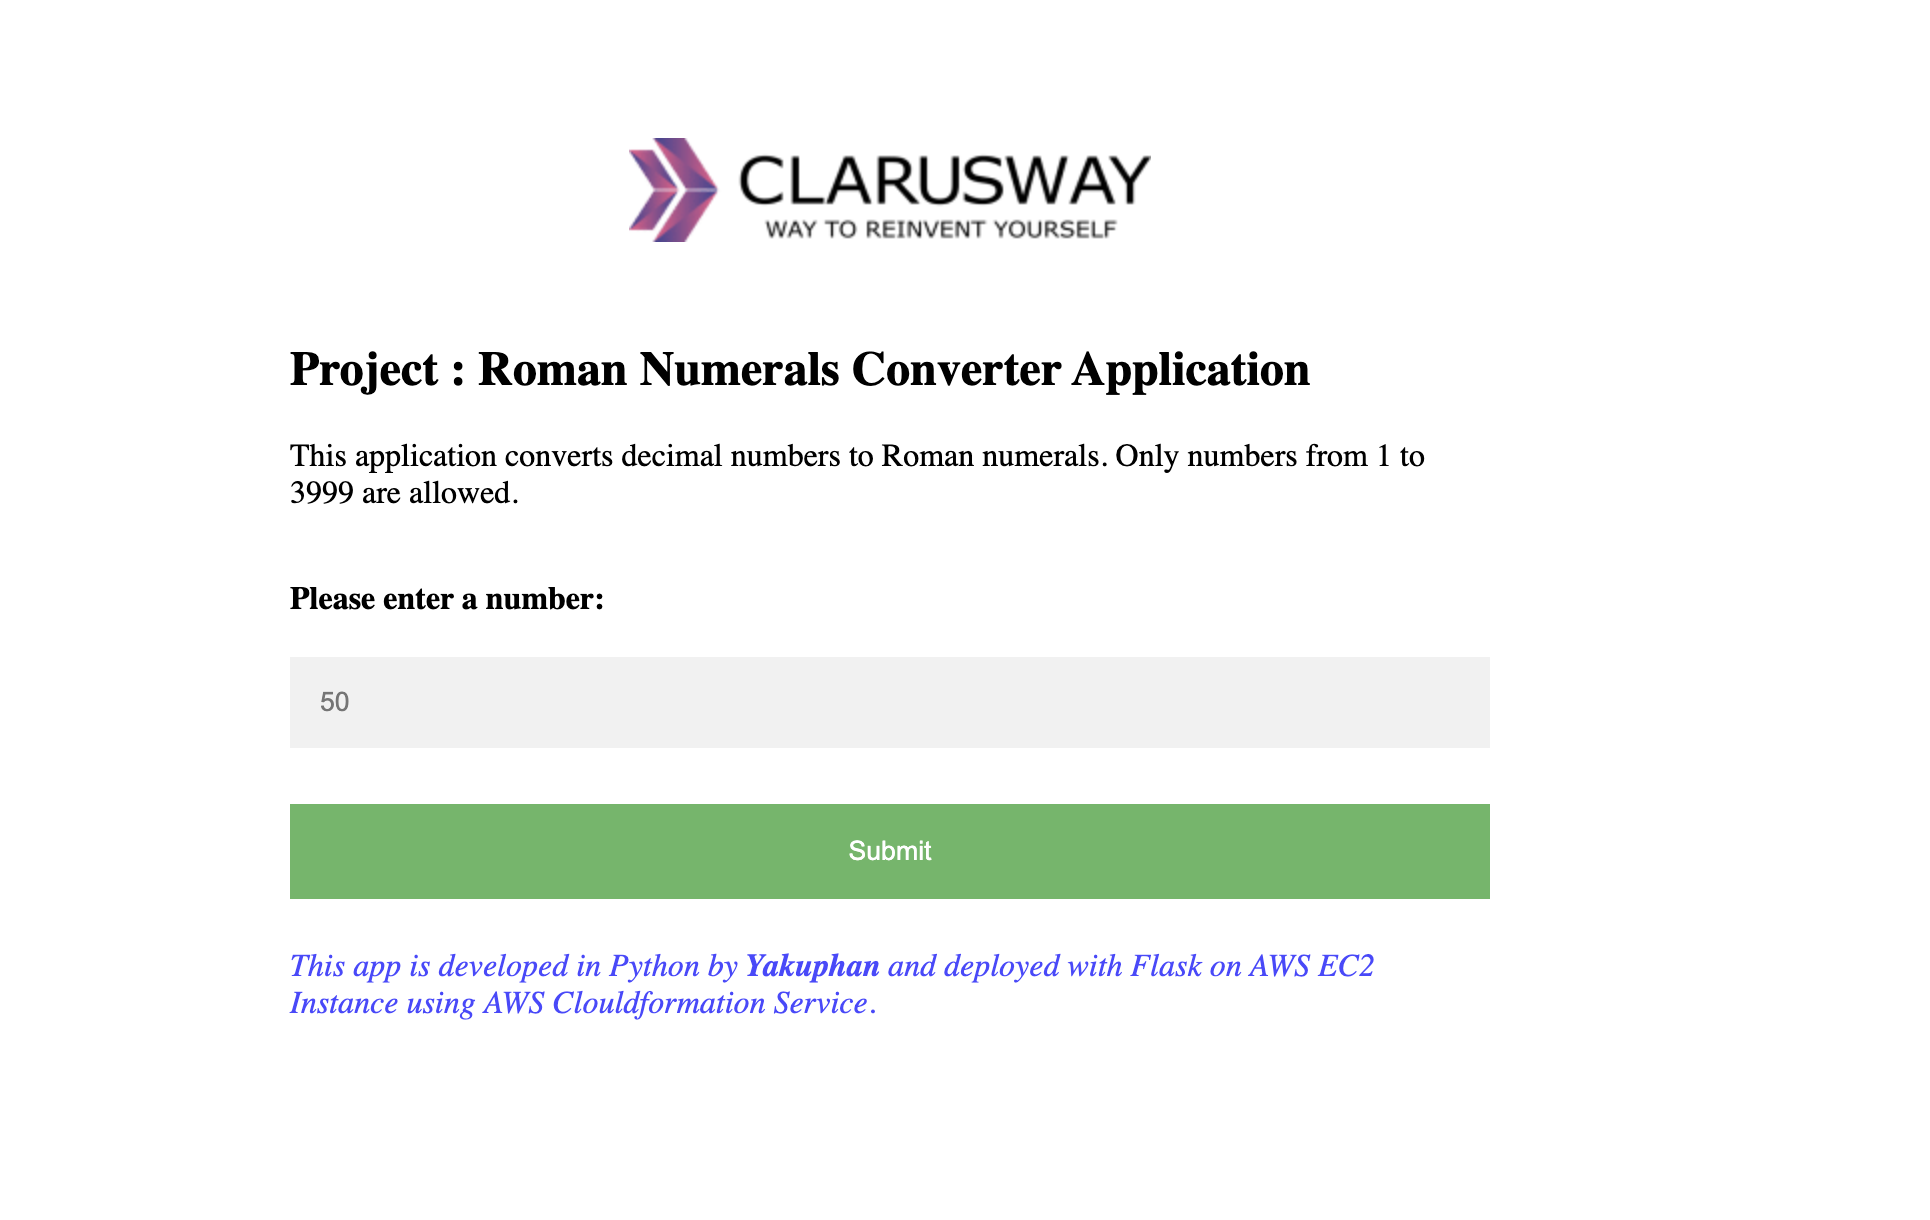 CLARUSWAY
WAY TO REINVENT YOURSELF
Project : Roman Numerals Converter Application
This application converts decimal numbers to Roman numerals. Only numbers from 1 to
3999 are allowed.
Please enter a number:
50
Submit
This app is developed in Python by Yakuphan and deployed with Flask on AWS EC2
Instance using AWS Clouldformation Service.